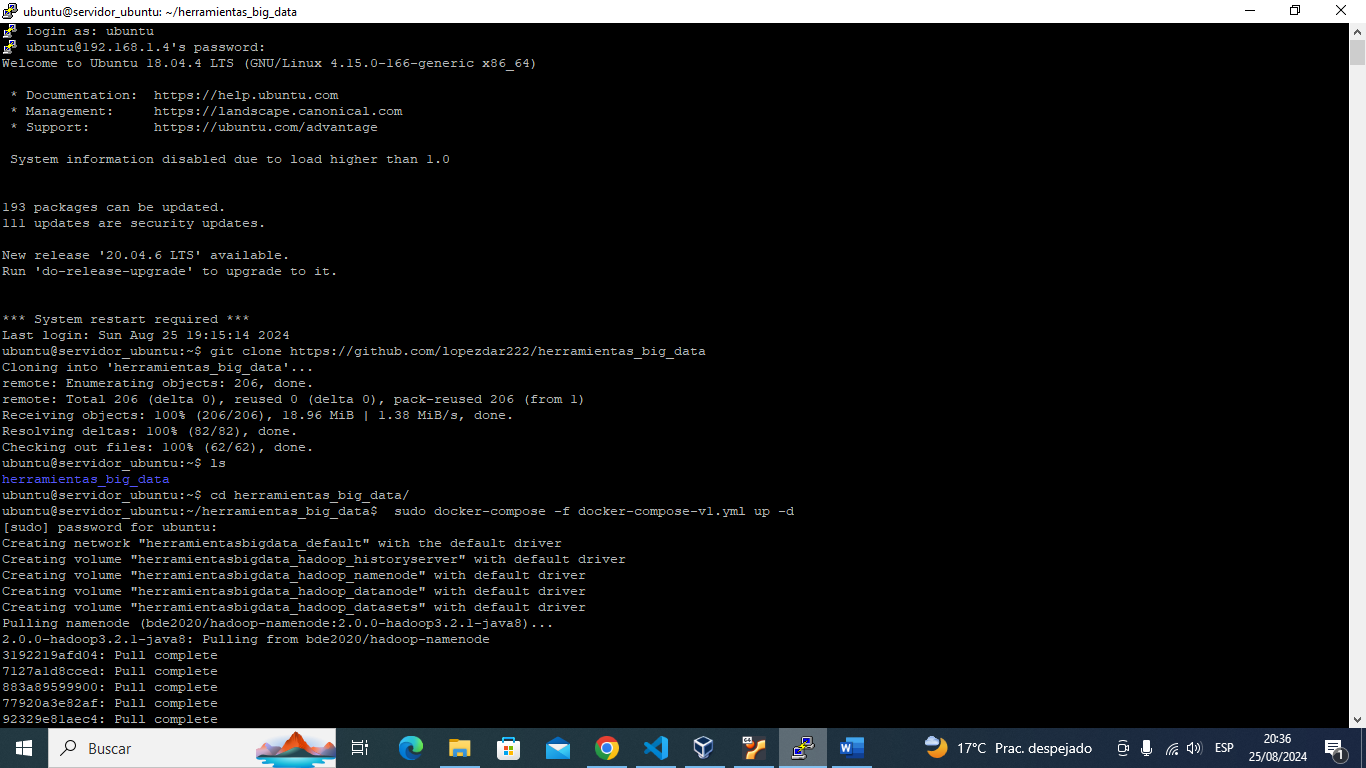 ubuntu@servidor_ubuntu: ~/herramientas_big_data
login as: ubuntu
ubuntu@192.168.1.4's password:
Welcome to Ubuntu 18.04.4 LTS (GNU/Linux 4.15.0-166-generic x86_64)
* Documentation:  https://help.ubuntu.com
* Management:     https://landscape.canonical.com
* Support:        https://ubuntu.com/advantage
System information disabled due to load higher than 1.0
193 packages can be updated.
111 updates are security updates.
New release '20.04.6 LTS' available.
Run 'do-release-upgrade' to upgrade to it.
*** System restart required ***
Last login: Sun Aug 25 19:15:14 2024
ubuntu@servidor_ubuntu:~$ git clone https://github.com/lopezdar222/herramientas_big_data
Cloning into 'herramientas_big_data'...
remote: Enumerating objects: 206, done.
remote: Total 206 (delta 0), reused 0 (delta 0), pack-reused 206 (from 1)
Receiving objects: 100% (206/206), 18.96 MiB | 1.38 MiB/s, done.
Resolving deltas: 100% (82/82), done.
Checking out files: 100% (62/62), done.
ubuntu@servidor_ubuntu:~$ ls
herramientas_big_data
ubuntu@servidor_ubuntu:~$ cd herramientas_big_data/
ubuntu@servidor_ubuntu:~/herramientas_big_data$  sudo docker-compose -f docker-compose-v1.yml up -d
[sudo] password for ubuntu:
Creating network "herramientasbigdata_default" with the default driver
Creating volume "herramientasbigdata_hadoop_historyserver" with default driver
Creating volume "herramientasbigdata_hadoop_namenode" with default driver
Creating volume "herramientasbigdata_hadoop_datanode" with default driver
Creating volume "herramientasbigdata_hadoop_datasets" with default driver
Pulling namenode (bde2020/hadoop-namenode:2.0.0-hadoop3.2.1-java8)...
2.0.0-hadoop3.2.1-java8: Pulling from bde2020/hadoop-namenode
3192219afd04: Pull complete
7127a1d8cced: Pull complete
883a89599900: Pull complete
77920a3e82af: Pull complete
92329e81aec4: Pull complete
Buscar
64
17°C Prac. despejado
ESP
20:36
25/08/2024
1